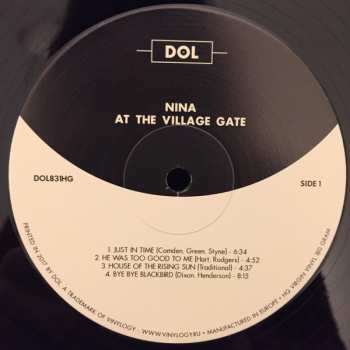 DOL
NINA
AT THE VILLAGE GATE
DOL831HG
SIDE 1
1. JUST IN TIME (Comden, Green, Styne) - 6:34
2. HE WAS TOO GOOD TO ME (Hart, Rodgers) - 4:52
3. HOUSE OF THE RISING SUN (Traditional) - 4:37
4. BYE BYE BLACKBIRD (Dixon, Henderson) - 8:15
PRINTED IN 2017 BY DOL, A TRADEMARK OF VINYLOGY • WWW.VINYLOGY.RU • MANUFACTURED IN EUROPE • HQ VIRGIN VINYL 180 GRAM